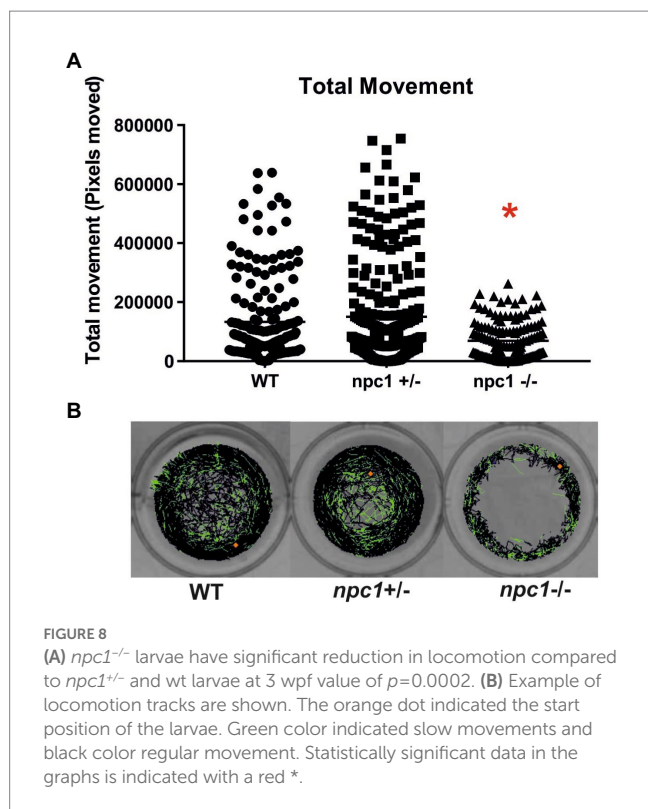 A
Total Movement
Total movement (Pixels moved)
800000
600000
400000
200000
0
*
WT
npc1 +/-
npc1 -/-
B
WT
npc1+/-
npc1-/-
FIGURE 8
(A) npc1⁻/⁻ larvae have significant reduction in locomotion compared
to npc1⁺/⁻ and wt larvae at 3 wpf value of p=0.0002. (B) Example of
locomotion tracks are shown. The orange dot indicated the start
position of the larvae. Green color indicated slow movements and
black color regular movement. Statistically significant data in the
graphs is indicated with a red *.